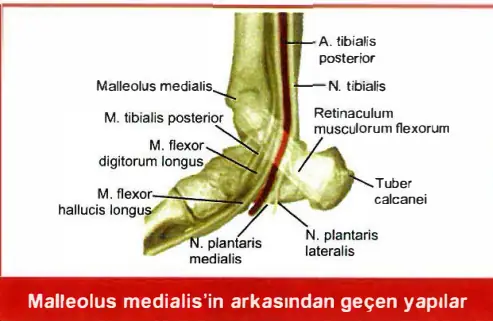 A. tibialis
posterior
Malleolus medialis
N. tibialis
M. tibialis posterior
Retinaculum
musculorum flexorum
M. flexor
digitorum longus
Tuber
calcanei
M. flexor
hallucis longus
N. plantaris
medialis
N. plantaris
lateralis
Malleolus medialis'in arkasından geçen yapılar